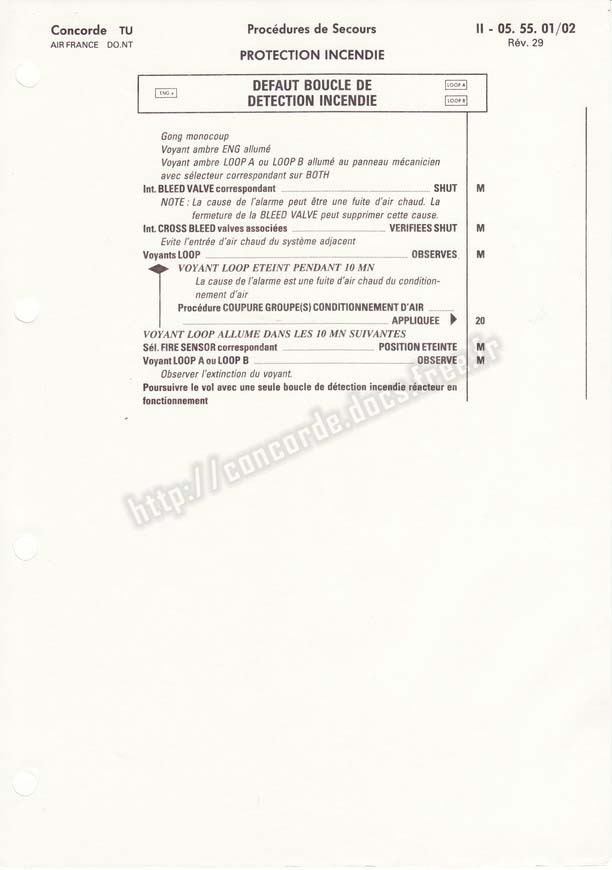 Concorde TU
Procédures de Secours
II - 05. 55. 01/02
AIR FRANCE DO.NT
Rév. 29
PROTECTION INCENDIE
DEFAUT BOUCLE DE
LOOP A
ENG
DETECTION INCENDIE
LOOP B
Gong monocoup
Voyant ambre ENG allumé
Voyant ambre LOOP A ou LOOP B allumé au panneau mécanicien
avec sélecteur correspondant sur BOTH
Int. BLEED VALVE correspondant SHUT M
NOTE : La cause de l'alarme peut être une fuite d'air chaud. La
fermeture de la BLEED VALVE peut supprimer cette cause.
Int. CROSS BLEED valves associées VERIFIEES SHUT M
Evite l'entrée d'air chaud du système adjacent
Voyants LOOP OBSERVES M
VOYANT LOOP ETEINT PENDANT 10 MN
La cause de l'alarme est une fuite d'air chaud du condition-
nement d'air
Procédure COUPURE GROUPE(S) CONDITIONNEMENT D'AIR
APPLIQUEE 20
VOYANT LOOP ALLUME DANS LES 10 MN SUIVANTES
Sél. FIRE SENSOR correspondant POSITION ETEINTE M
Voyant LOOP A ou LOOP B OBSERVE M
Observer l'extinction du voyant.
Poursuivre le vol avec une seule boucle de détection incendie réacteur en
fonctionnement
http://concorde.docs.free.fr